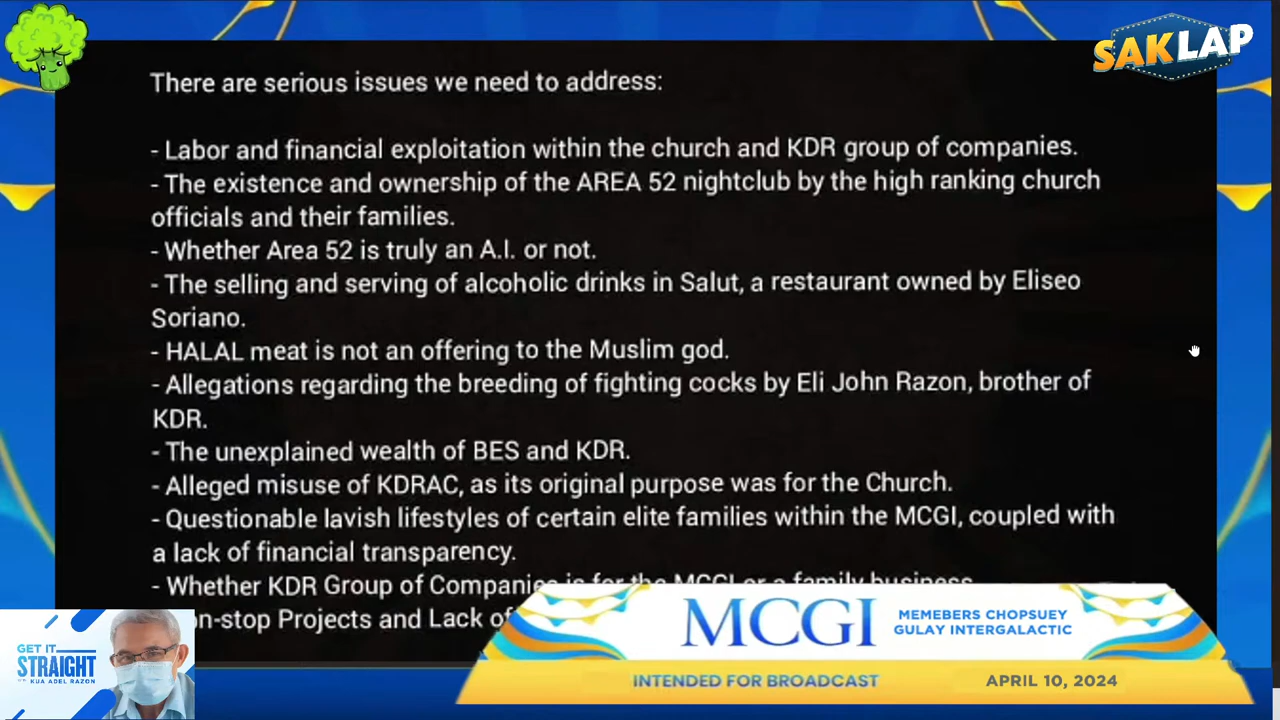 SAKLAP
There are serious issues we need to address:
- Labor and financial exploitation within the church and KDR group of companies.
- The existence and ownership of the AREA 52 nightclub by the high ranking church
officials and their families.
- Whether Area 52 is truly an A.I. or not.
- The selling and serving of alcoholic drinks in Salut, a restaurant owned by Eliseo
Soriano.
- HALAL meat is not an offering to the Muslim god.
- Allegations regarding the breeding of fighting cocks by Eli John Razon, brother of
KDR.
- The unexplained wealth of BES and KDR.
- Alleged misuse of KDRAC, as its original purpose was for the Church.
- Questionable lavish lifestyles of certain elite families within the MCGI, coupled with
a lack of financial transparency.
- Whether KDR Group of Companies is for the MCGI or a family business
on-stop Projects and Lack of
GET IT
STRAIGHT
KUA ADEL RAZON
MCGI
MEMEBERS CHOPSUEY
GULAY INTERGALACTIC
INTENDED FOR BROADCAST
APRIL 10, 2024